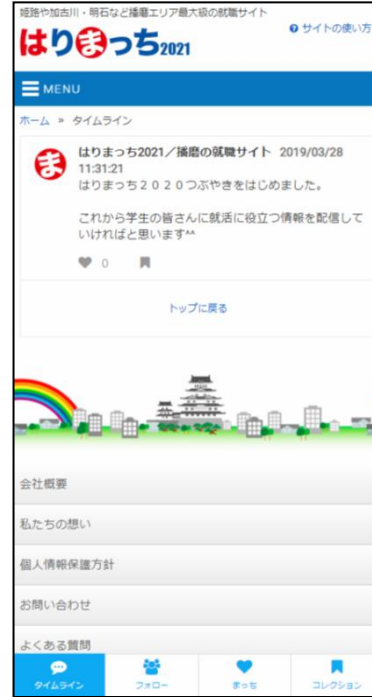 姫路や加古川・明石など播磨エリア最大級の就職サイト
はりまっち2021
サイトの使い方
MENU
ホーム > タイムライン
ま
はりまっち2021／播磨の就職サイト 2019/03/28
11:31:21
はりまっち２０２０つぶやきをはじめました。
これから学生の皆さんに就活に役立つ情報を配信して
いければと思います^^
0
トップに戻る
会社概要
私たちの想い
個人情報保護方針
お問い合わせ
よくある質問
タイムライン
フォロー
まっち
コレクション